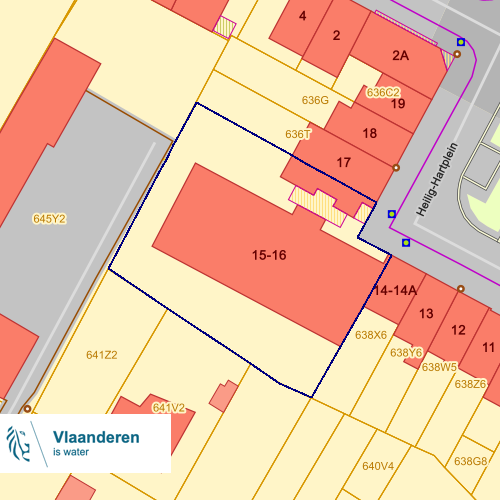 4
2
2A
636C2
636G
19
636T
18
17
Heilig-Hartplein
645Y2
15-16
14-14A
13
12
11
638X6
638Y6
638W5
638Z6
641Z2
641V2
640V4
638G8
Vlaanderen
is water